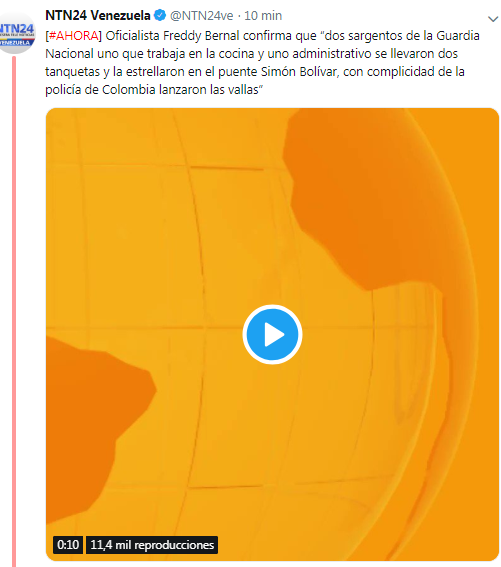 NTN24 Venezuela @NTN24ve · 10 min
[#AHORA] Oficialista Freddy Bernal confirma que “dos sargentos de la Guardia
Nacional uno que trabaja en la cocina y uno administrativo se llevaron dos
tanquetas y la estrellaron en el puente Simón Bolívar, con complicidad de la
policía de Colombia lanzaron las vallas”
NTN24
VENEZUELA
0:10 11,4 mil reproducciones